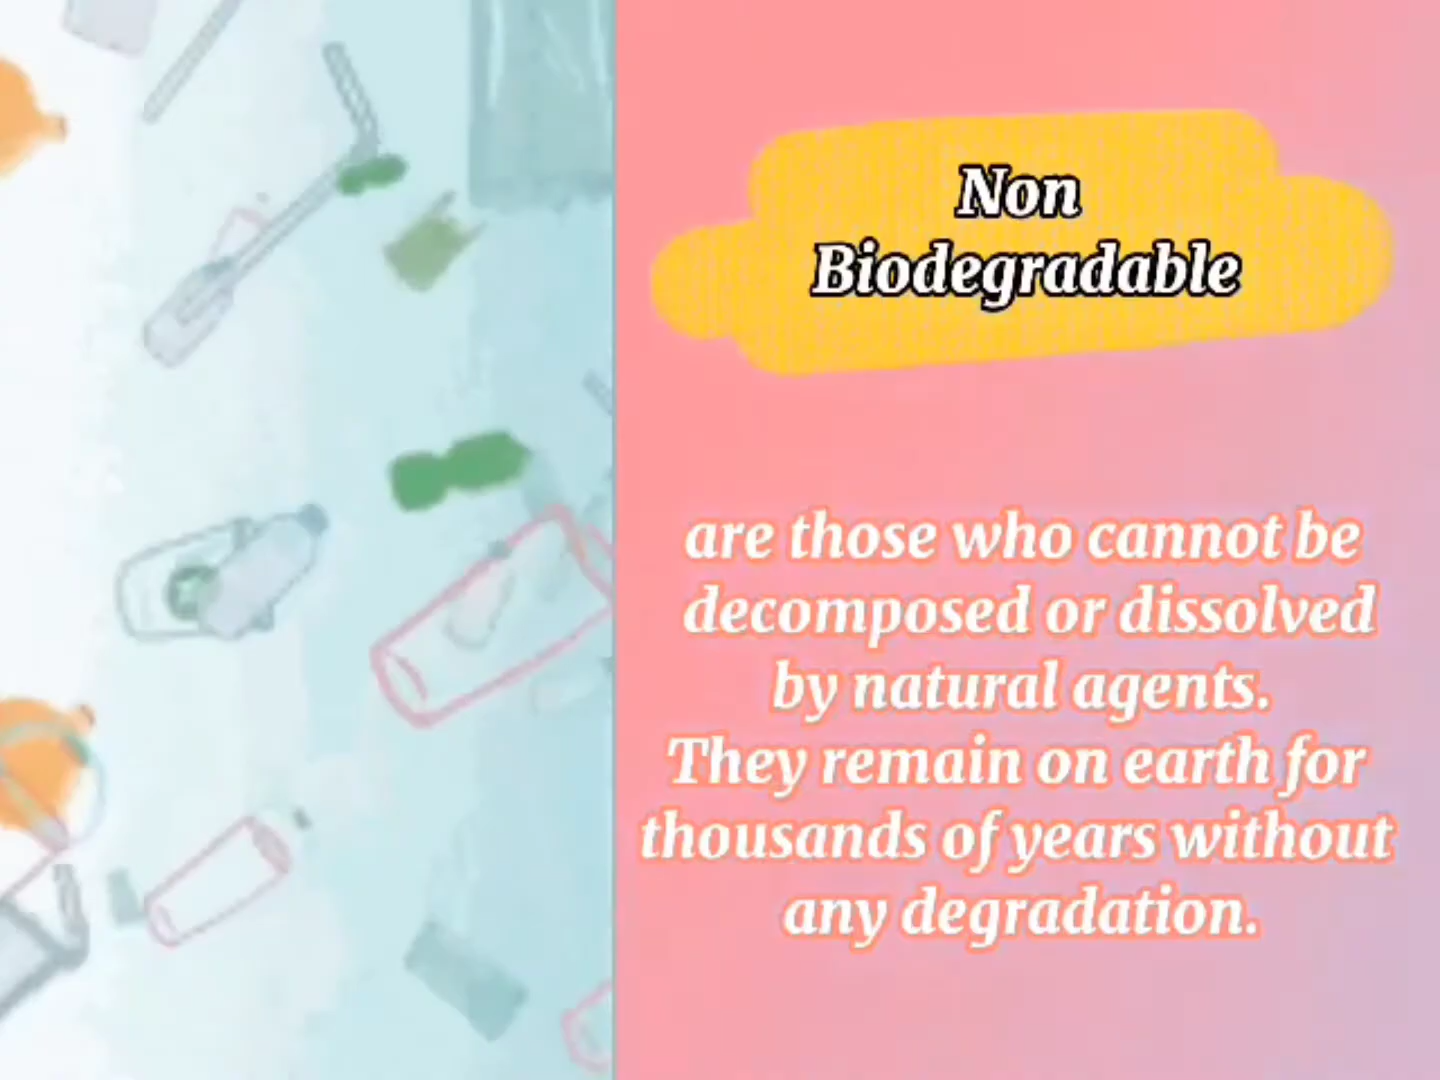 Non
Biodegradable
are those who cannot be
decomposed or dissolved
by natural agents.
They remain on earth for
thousands of years without
any degradation.